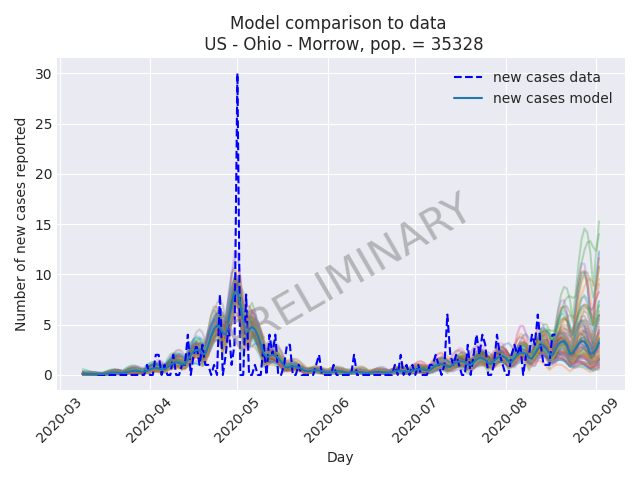 Model comparison to data
US - Ohio - Morrow, pop. = 35328
new cases data
new cases model
Number of new cases reported
30
25
20
15
10
5
0
PRELIMINARY
2020-03
2020-04
2020-05
2020-06
2020-07
2020-08
2020-09
Day